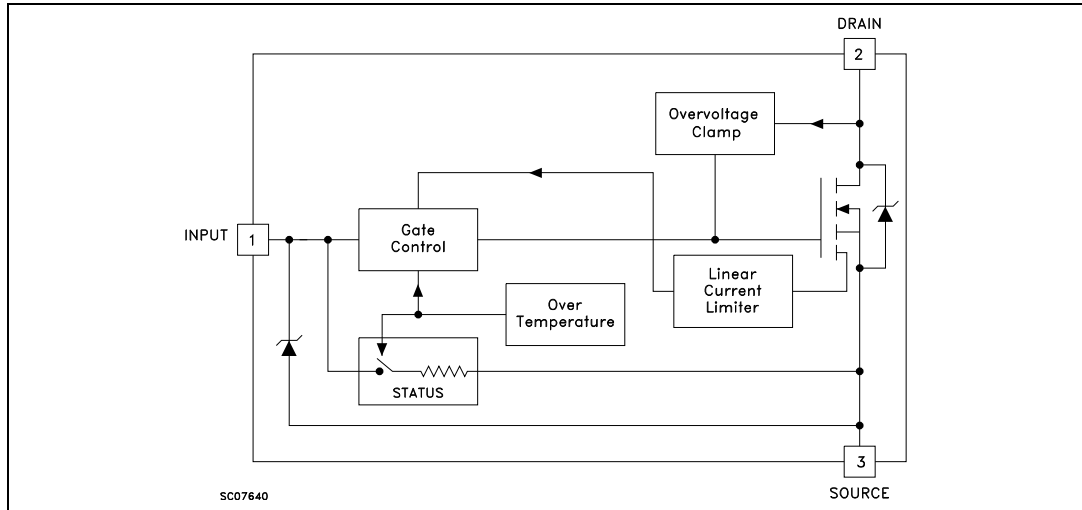 DRAIN
2
Overvoltage
Clamp
INPUT
1
Gate
Control
Linear
Current
Limiter
Over
Temperature
STATUS
3
SC07640
SOURCE